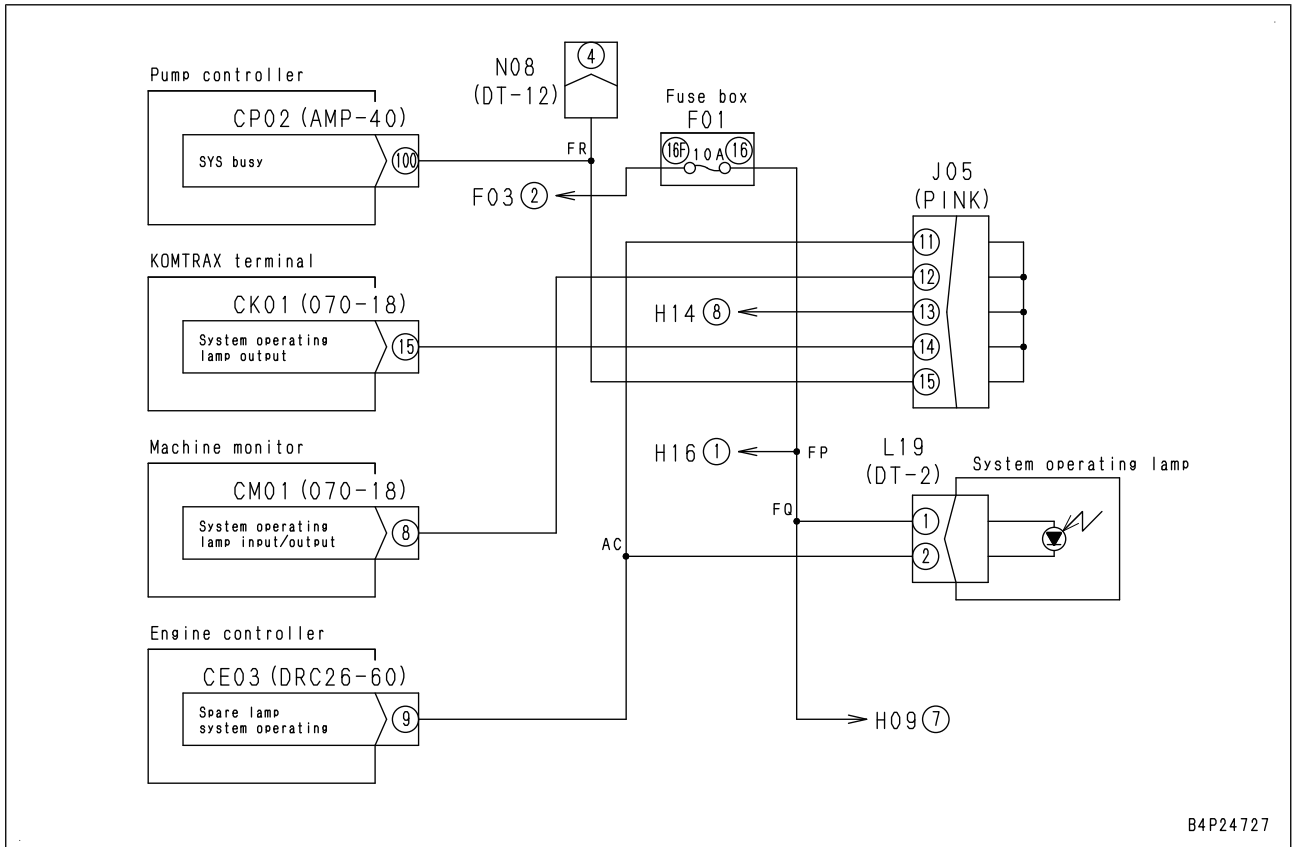 Pump controller
CP02 (AMP-40)
SYS busy
100
N08
(DT-12)
4
FR
Fuse box
F01
16F 10A 16
F03 2
J05
(PINK)
11
12
13
14
15
KOMTRAX terminal
CK01 (070-18)
System operating
lamp output
15
H14 8
Machine monitor
CM01 (070-18)
System operating
lamp input/output
8
H16 1
FP
L19
(DT-2)
System operating lamp
FQ
1
2
AC
Engine controller
CE03 (DRC26-60)
Spare lamp
system operating
9
H09 7
B4P24727